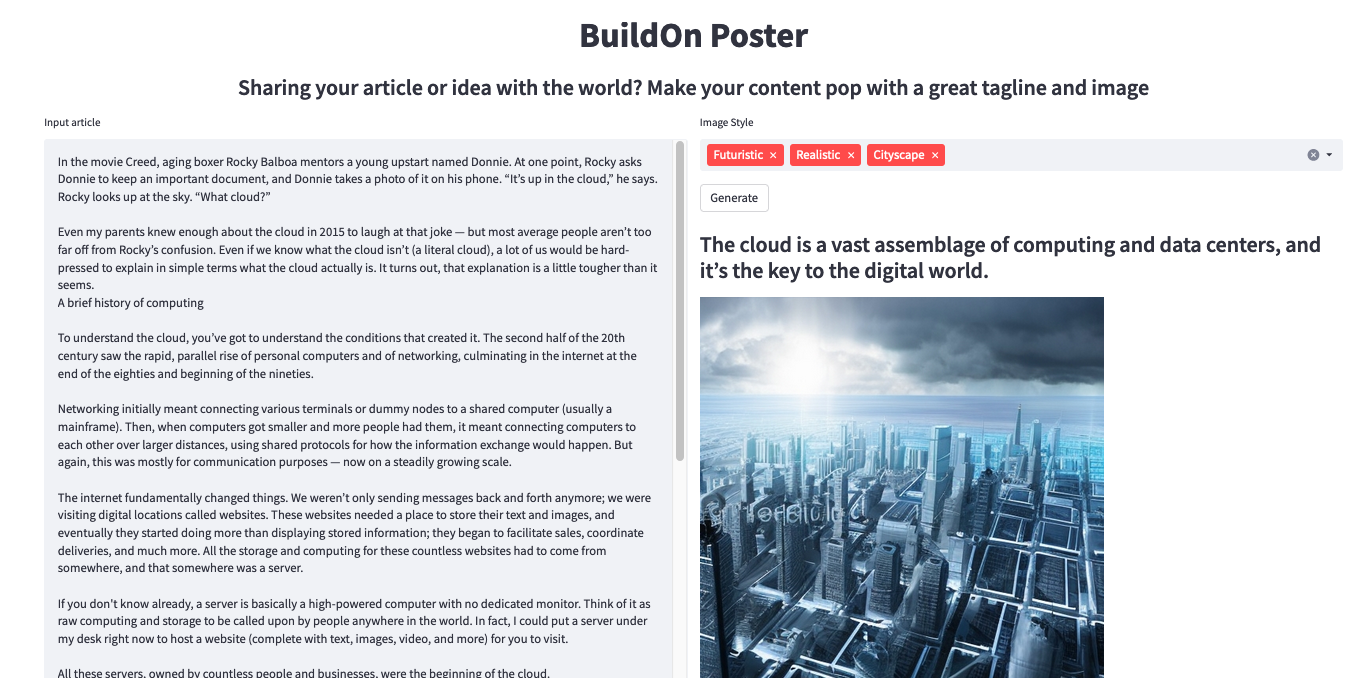 BuildOn Poster
Sharing your article or idea with the world? Make your content pop with a great tagline and image
Input article
In the movie Creed, aging boxer Rocky Balboa mentors a young upstart named Donnie. At one point, Rocky asks
Donnie to keep an important document, and Donnie takes a photo of it on his phone. “It’s up in the cloud,” he says.
Rocky looks up at the sky. “What cloud?”
Even my parents knew enough about the cloud in 2015 to laugh at that joke — but most average people aren’t too
far off from Rocky’s confusion. Even if we know what the cloud isn’t (a literal cloud), a lot of us would be hard-
pressed to explain in simple terms what the cloud actually is. It turns out, that explanation is a little tougher than it
seems.
A brief history of computing
To understand the cloud, you’ve got to understand the conditions that created it. The second half of the 20th
century saw the rapid, parallel rise of personal computers and of networking, culminating in the internet at the
end of the eighties and beginning of the nineties.
Networking initially meant connecting various terminals or dummy nodes to a shared computer (usually a
mainframe). Then, when computers got smaller and more people had them, it meant connecting computers to
each other over larger distances, using shared protocols for how the information exchange would happen. But
again, this was mostly for communication purposes — now on a steadily growing scale.
The internet fundamentally changed things. We weren’t only sending messages back and forth anymore; we were
visiting digital locations called websites. These websites needed a place to store their text and images, and
eventually they started doing more than displaying stored information; they began to facilitate sales, coordinate
deliveries, and much more. All the storage and computing for these countless websites had to come from
somewhere, and that somewhere was a server.
If you don't know already, a server is basically a high-powered computer with no dedicated monitor. Think of it as
raw computing and storage to be called upon by people anywhere in the world. In fact, I could put a server under
my desk right now to host a website (complete with text, images, video, and more) for you to visit.
All these servers, owned by countless people and businesses, were the beginning of the cloud.
Image Style
Futuristic × Realistic × Cityscape ×
Generate
The cloud is a vast assemblage of computing and data centers, and
it’s the key to the digital world.